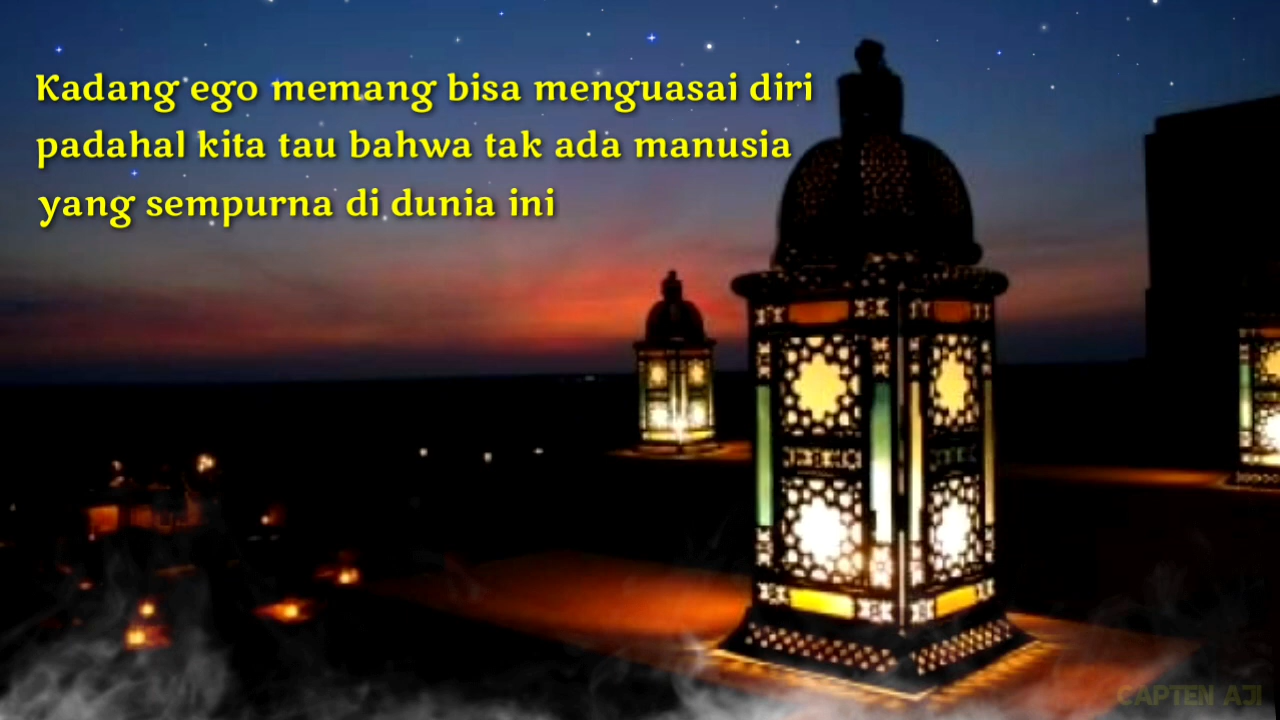 Kadang ego memang bisa menguasai diri
padahal kita tau bahwa tak ada manusia
yang sempurna di dunia ini
CAPTEN AJI